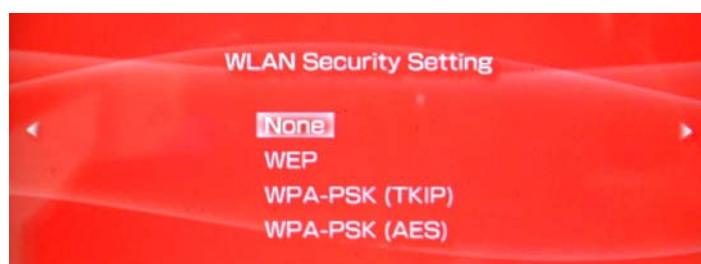 WLAN Security Setting
None
WEP
WPA-PSK (TKIP)
WPA-PSK (AES)